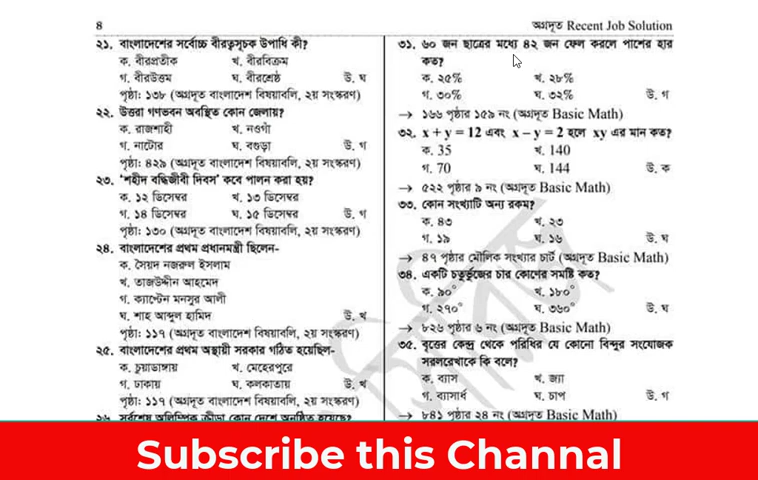 ৪
অগ্রদূত Recent Job Solution
২১. বাংলাদেশের সর্বোচ্চ বীরত্বসূচক উপাধি কী?
ক. বীরপ্রতীক খ. বীরবিক্রম
গ. বীরউত্তম ঘ. বীরশ্রেষ্ঠ উ. ঘ
পৃষ্ঠা: ১৩৮ (অগ্রদূত বাংলাদেশ বিষয়াবলি, ২য় সংস্করণ)
২২. উত্তরা গণভবন অবস্থিত কোন জেলায়?
ক. রাজশাহী খ. নওগাঁ
গ. নাটোর ঘ. বগুড়া উ. গ
পৃষ্ঠা: ৪২৯ (অগ্রদূত বাংলাদেশ বিষয়াবলি, ২য় সংস্করণ)
২৩. ‘শহীদ বদ্ধিজীবী দিবস’ কবে পালন করা হয়?
ক. ১২ ডিসেম্বর খ. ১৩ ডিসেম্বর
গ. ১৪ ডিসেম্বর ঘ. ১৫ ডিসেম্বর উ. গ
পৃষ্ঠা: ১৩০ (অগ্রদূত বাংলাদেশ বিষয়াবলি, ২য় সংস্করণ)
২৪. বাংলাদেশের প্রথম প্রধানমন্ত্রী ছিলেন-
ক. সৈয়দ নজরুল ইসলাম
খ. তাজউদ্দীন আহমেদ
গ. ক্যাপ্টেন মনসুর আলী
ঘ. শাহ আব্দুল হামিদ উ. খ
পৃষ্ঠা: ১১৭ (অগ্রদূত বাংলাদেশ বিষয়াবলি, ২য় সংস্করণ)
২৫. বাংলাদেশের প্রথম অস্থায়ী সরকার গঠিত হয়েছিল-
ক. চুয়াডাঙ্গায় খ. মেহেরপুরে
গ. ঢাকায় ঘ. কলকাতায় উ. খ
পৃষ্ঠা: ১১৭ (অগ্রদূত বাংলাদেশ বিষয়াবলি, ২য় সংস্করণ)
২৬. সর্বশেষ অলিম্পিক ক্রীড়া কোন দেশে অনুষ্ঠিত হয়েছে?
৩১. ৬০ জন ছাত্রের মধ্যে ৪২ জন ফেল করলে পাশের হার
কত?
ক. ২৫% খ. ২৮%
গ. ৩০% ঘ. ৩২% উ. গ
→ ১৬৬ পৃষ্ঠার ১৫৯ নং (অগ্রদূত Basic Math)
৩২. x + y = 12 এবং x – y = 2 হলে xy এর মান কত?
ক. 35 খ. 140
গ. 70 ঘ. 144 উ. ক
→ ৫২২ পৃষ্ঠার ৯ নং (অগ্রদূত Basic Math)
৩৩. কোন সংখ্যাটি অন্য রকম?
ক. ৪৩ খ. ২৩
গ. ১৯ ঘ. ১৬ উ. ঘ
→ ৪৭ পৃষ্ঠার মৌলিক সংখ্যার চার্ট (অগ্রদূত Basic Math)
৩৪. একটি চতুর্ভুজের চার কোণের সমষ্টি কত?
ক. ৯০° খ. ১৮০°
গ. ২৭০° ঘ. ৩৬০° উ. ঘ
→ ৮২৬ পৃষ্ঠার ৬ নং (অগ্রদূত Basic Math)
৩৫. বৃত্তের কেন্দ্র থেকে পরিধির যে কোনো বিন্দুর সংযোজক
সরলরেখাকে কি বলে?
ক. ব্যাস খ. জ্যা
গ. ব্যাসার্ধ ঘ. চাপ উ. গ
→ ৮৪১ পৃষ্ঠার ২৪ নং (অগ্রদূত Basic Math)
Subscribe this Channal